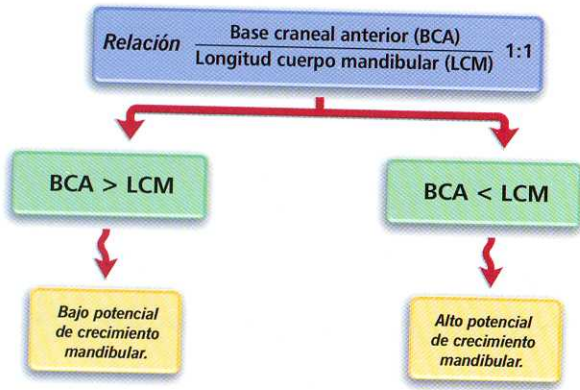 Relación Base craneal anterior (BCA) 1:1
Longitud cuerpo mandibular (LCM)
BCA > LCM
BCA < LCM
Bajo potencial
de crecimiento
mandibular.
Alto potencial
de crecimiento
mandibular.